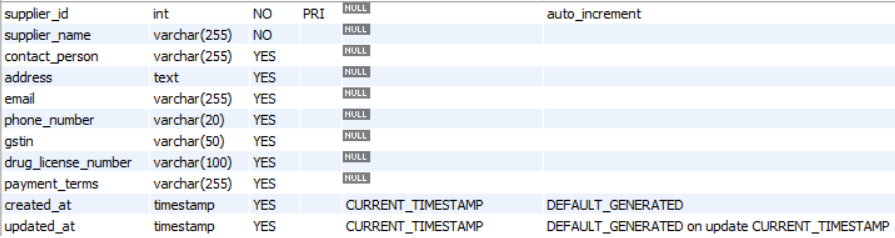 supplier_id int NO PRI NULL auto_increment
supplier_name varchar(255) NO NULL
contact_person varchar(255) YES NULL
address text YES NULL
email varchar(255) YES NULL
phone_number varchar(20) YES NULL
gstin varchar(50) YES NULL
drug_license_number varchar(100) YES NULL
payment_terms varchar(255) YES NULL
created_at timestamp YES CURRENT_TIMESTAMP DEFAULT_GENERATED
updated_at timestamp YES CURRENT_TIMESTAMP DEFAULT_GENERATED on update CURRENT_TIMESTAMP